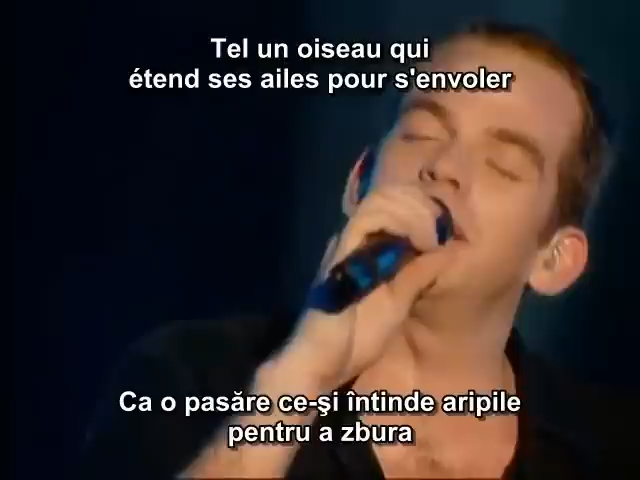 Tel un oiseau qui
étend ses ailes pour s'envoler
Ca o pasăre ce-şi întinde aripile
pentru a zbura